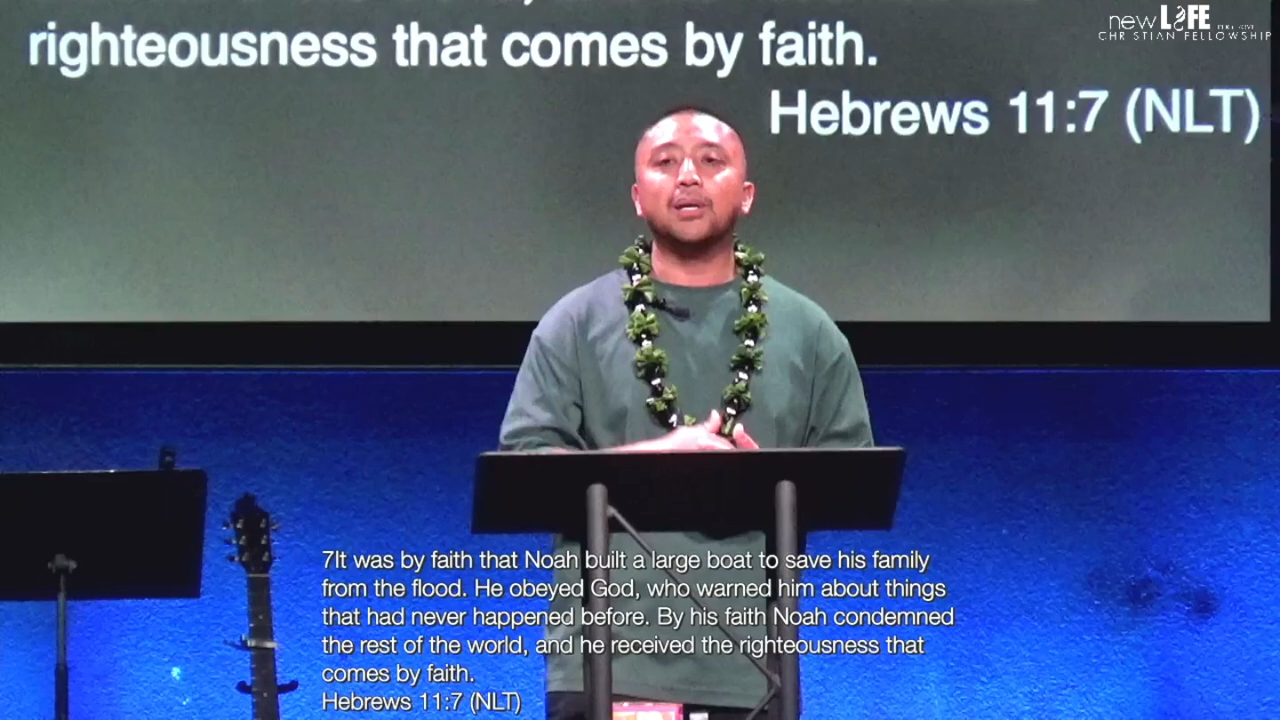 righteousness that comes by faith.
Hebrews 11:7 (NLT)
new LIFE
CHRISTIAN FELLOWSHIP
7It was by faith that Noah built a large boat to save his family
from the flood. He obeyed God, who warned him about things
that had never happened before. By his faith Noah condemned
the rest of the world, and he received the righteousness that
comes by faith.
Hebrews 11:7 (NLT)